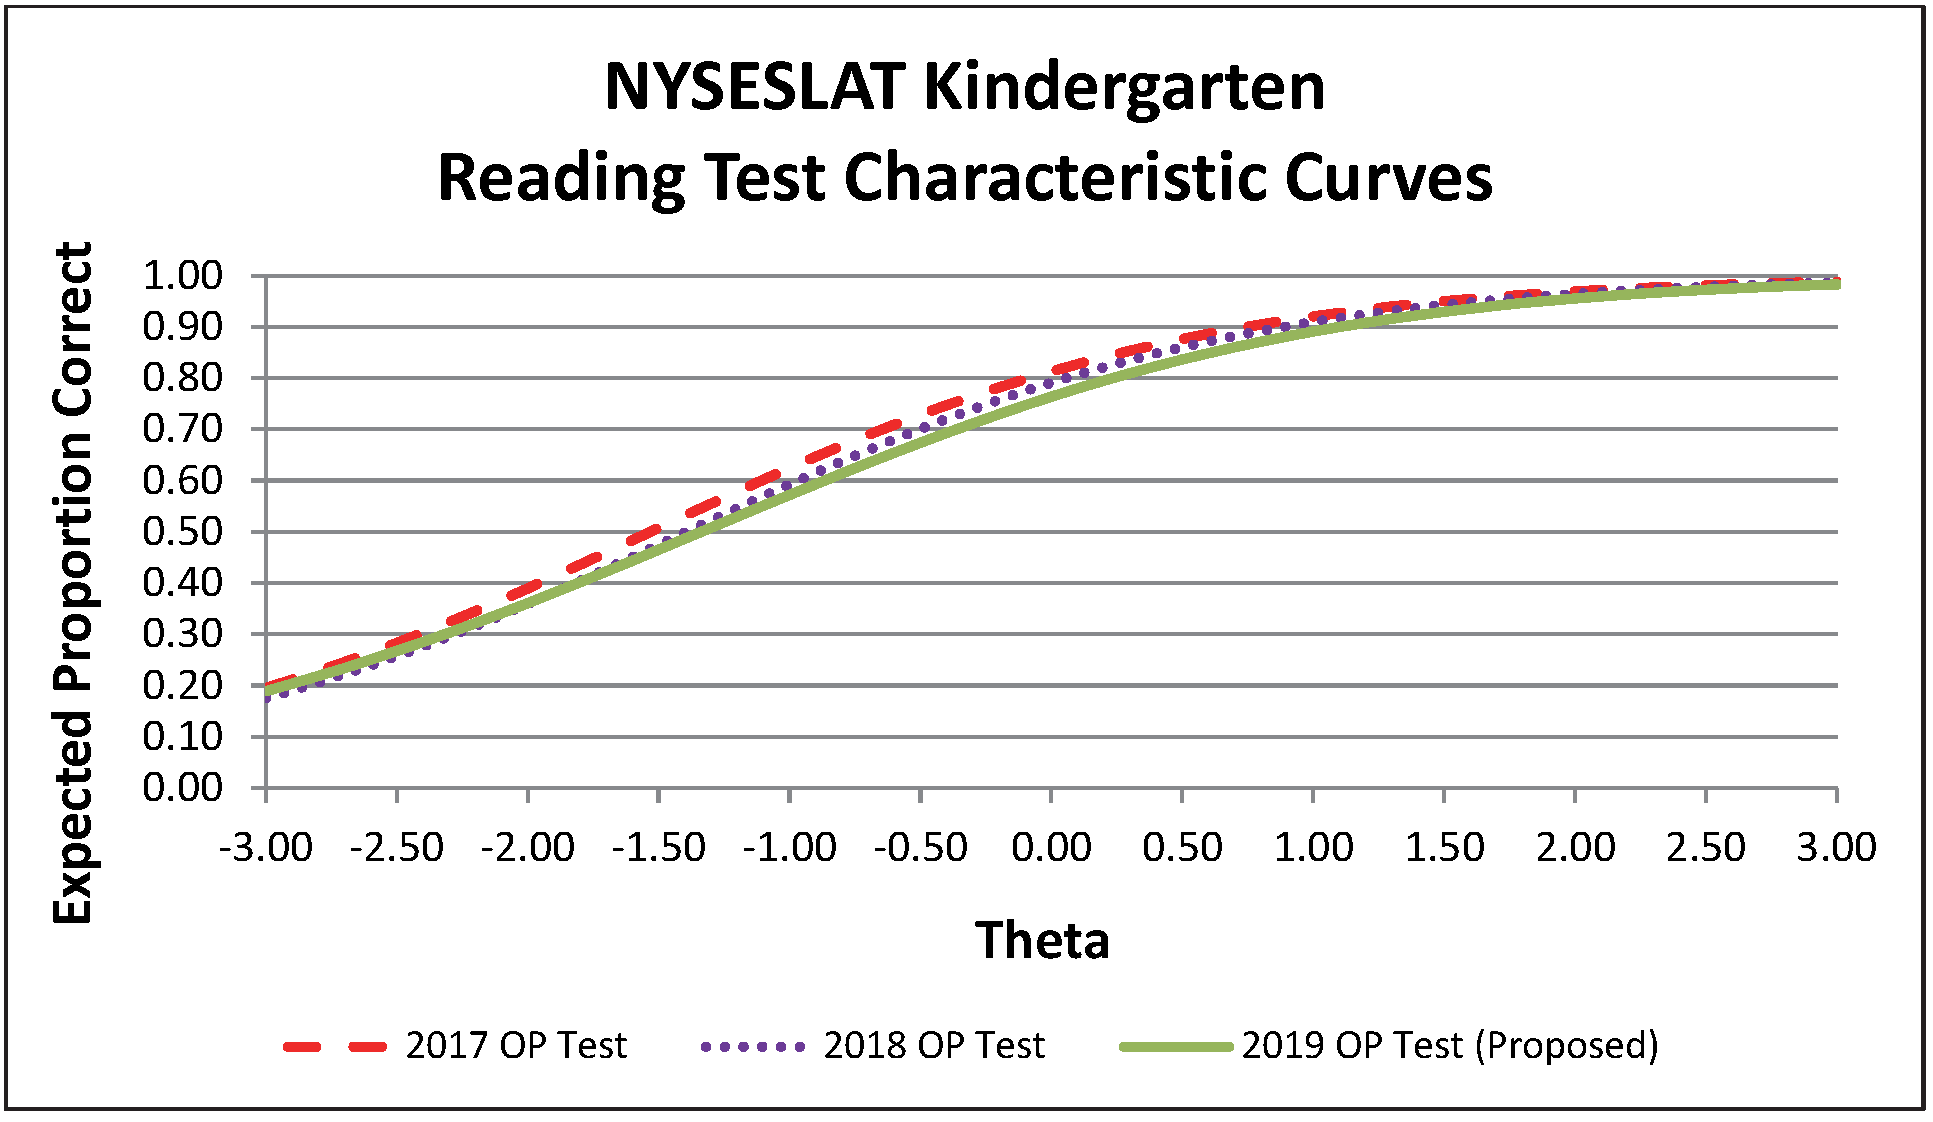 NYSESLAT Kindergarten
Reading Test Characteristic Curves
Expected Proportion Correct
1.00
0.90
0.80
0.70
0.60
0.50
0.40
0.30
0.20
0.10
0.00
-3.00 -2.50 -2.00 -1.50 -1.00 -0.50 0.00 0.50 1.00 1.50 2.00 2.50 3.00
Theta
2017 OP Test 2018 OP Test 2019 OP Test (Proposed)